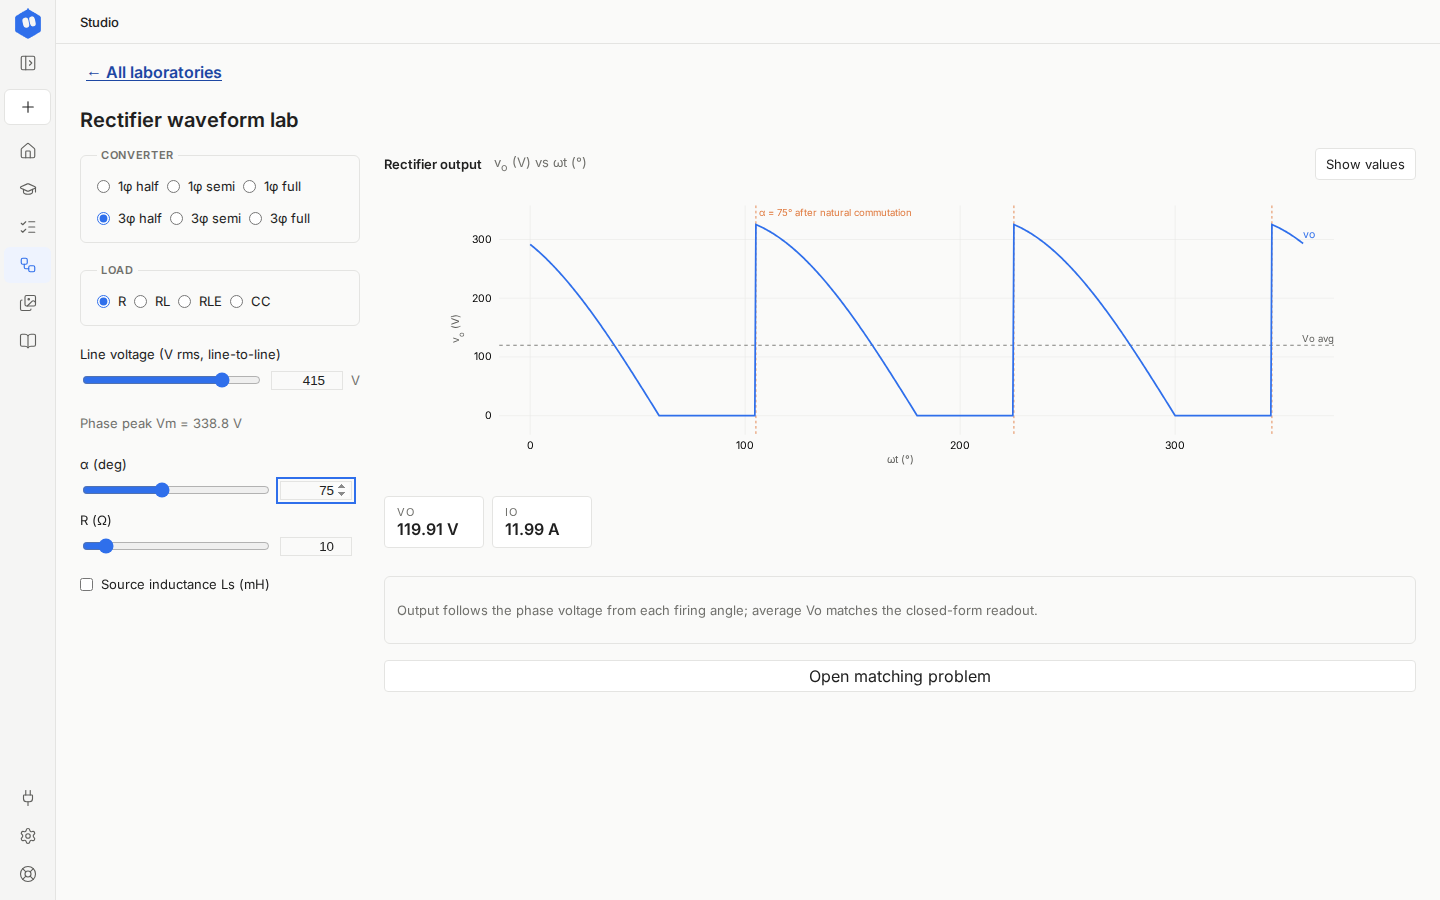 Studio
← All laboratories
Rectifier waveform lab
CONVERTER
1φ half 1φ semi 1φ full
3φ half 3φ semi 3φ full
LOAD
R RL RLE CC
Line voltage (V rms, line-to-line)
415 V
Phase peak Vm = 338.8 V
α (deg)
75
R (Ω)
10
Source inductance Ls (mH)
Rectifier output vo (V) vs ωt (°)
Show values
α = 75° after natural commutation
vo
300
200
100
0
vo (V)
Vo avg
0 100 200 300
ωt (°)
VO
119.91 V
IO
11.99 A
Output follows the phase voltage from each firing angle; average Vo matches the closed-form readout.
Open matching problem